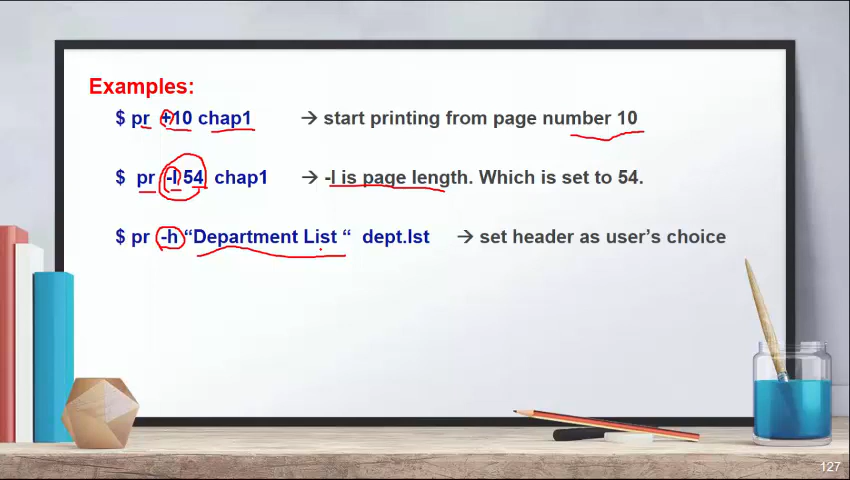 Examples:
$ pr +10 chap1 → start printing from page number 10
$ pr -l 54 chap1 → -l is page length. Which is set to 54.
$ pr -h “Department List “ dept.lst → set header as user’s choice
127